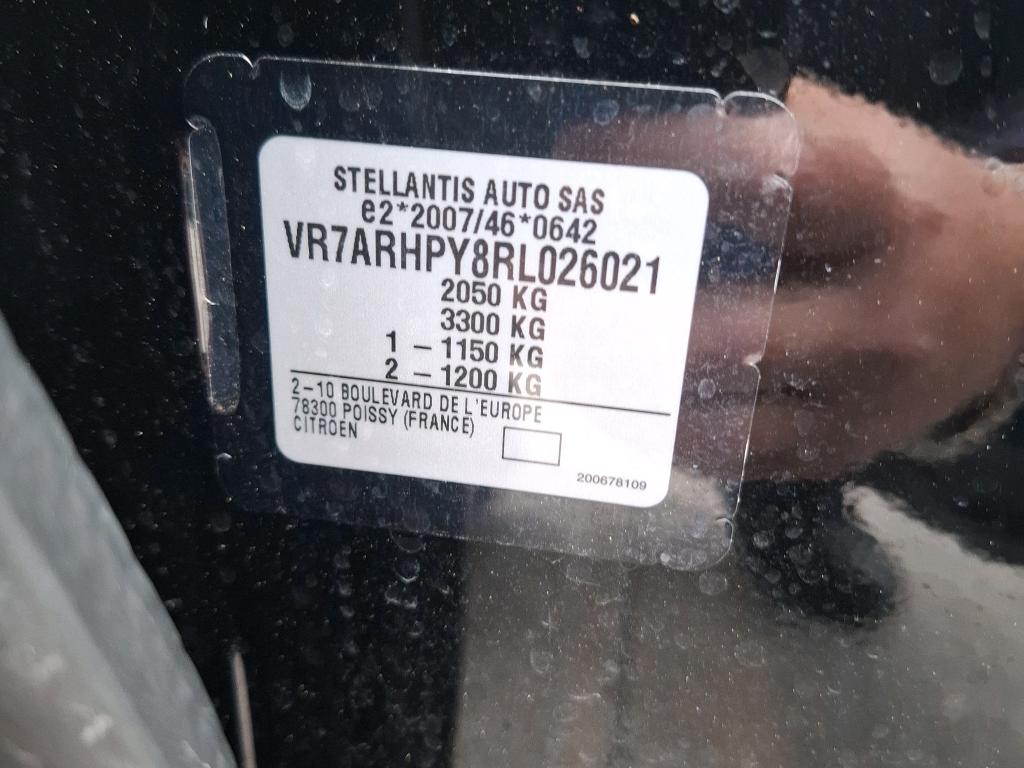 STELLANTIS AUTO SAS
e2*2007/46*0642
VR7ARHPY8RL026021
2050 KG
3300 KG
1 – 1150 KG
2 – 1200 KG
2–10 BOULEVARD DE L'EUROPE
78300 POISSY (FRANCE)
CITROEN
200678109